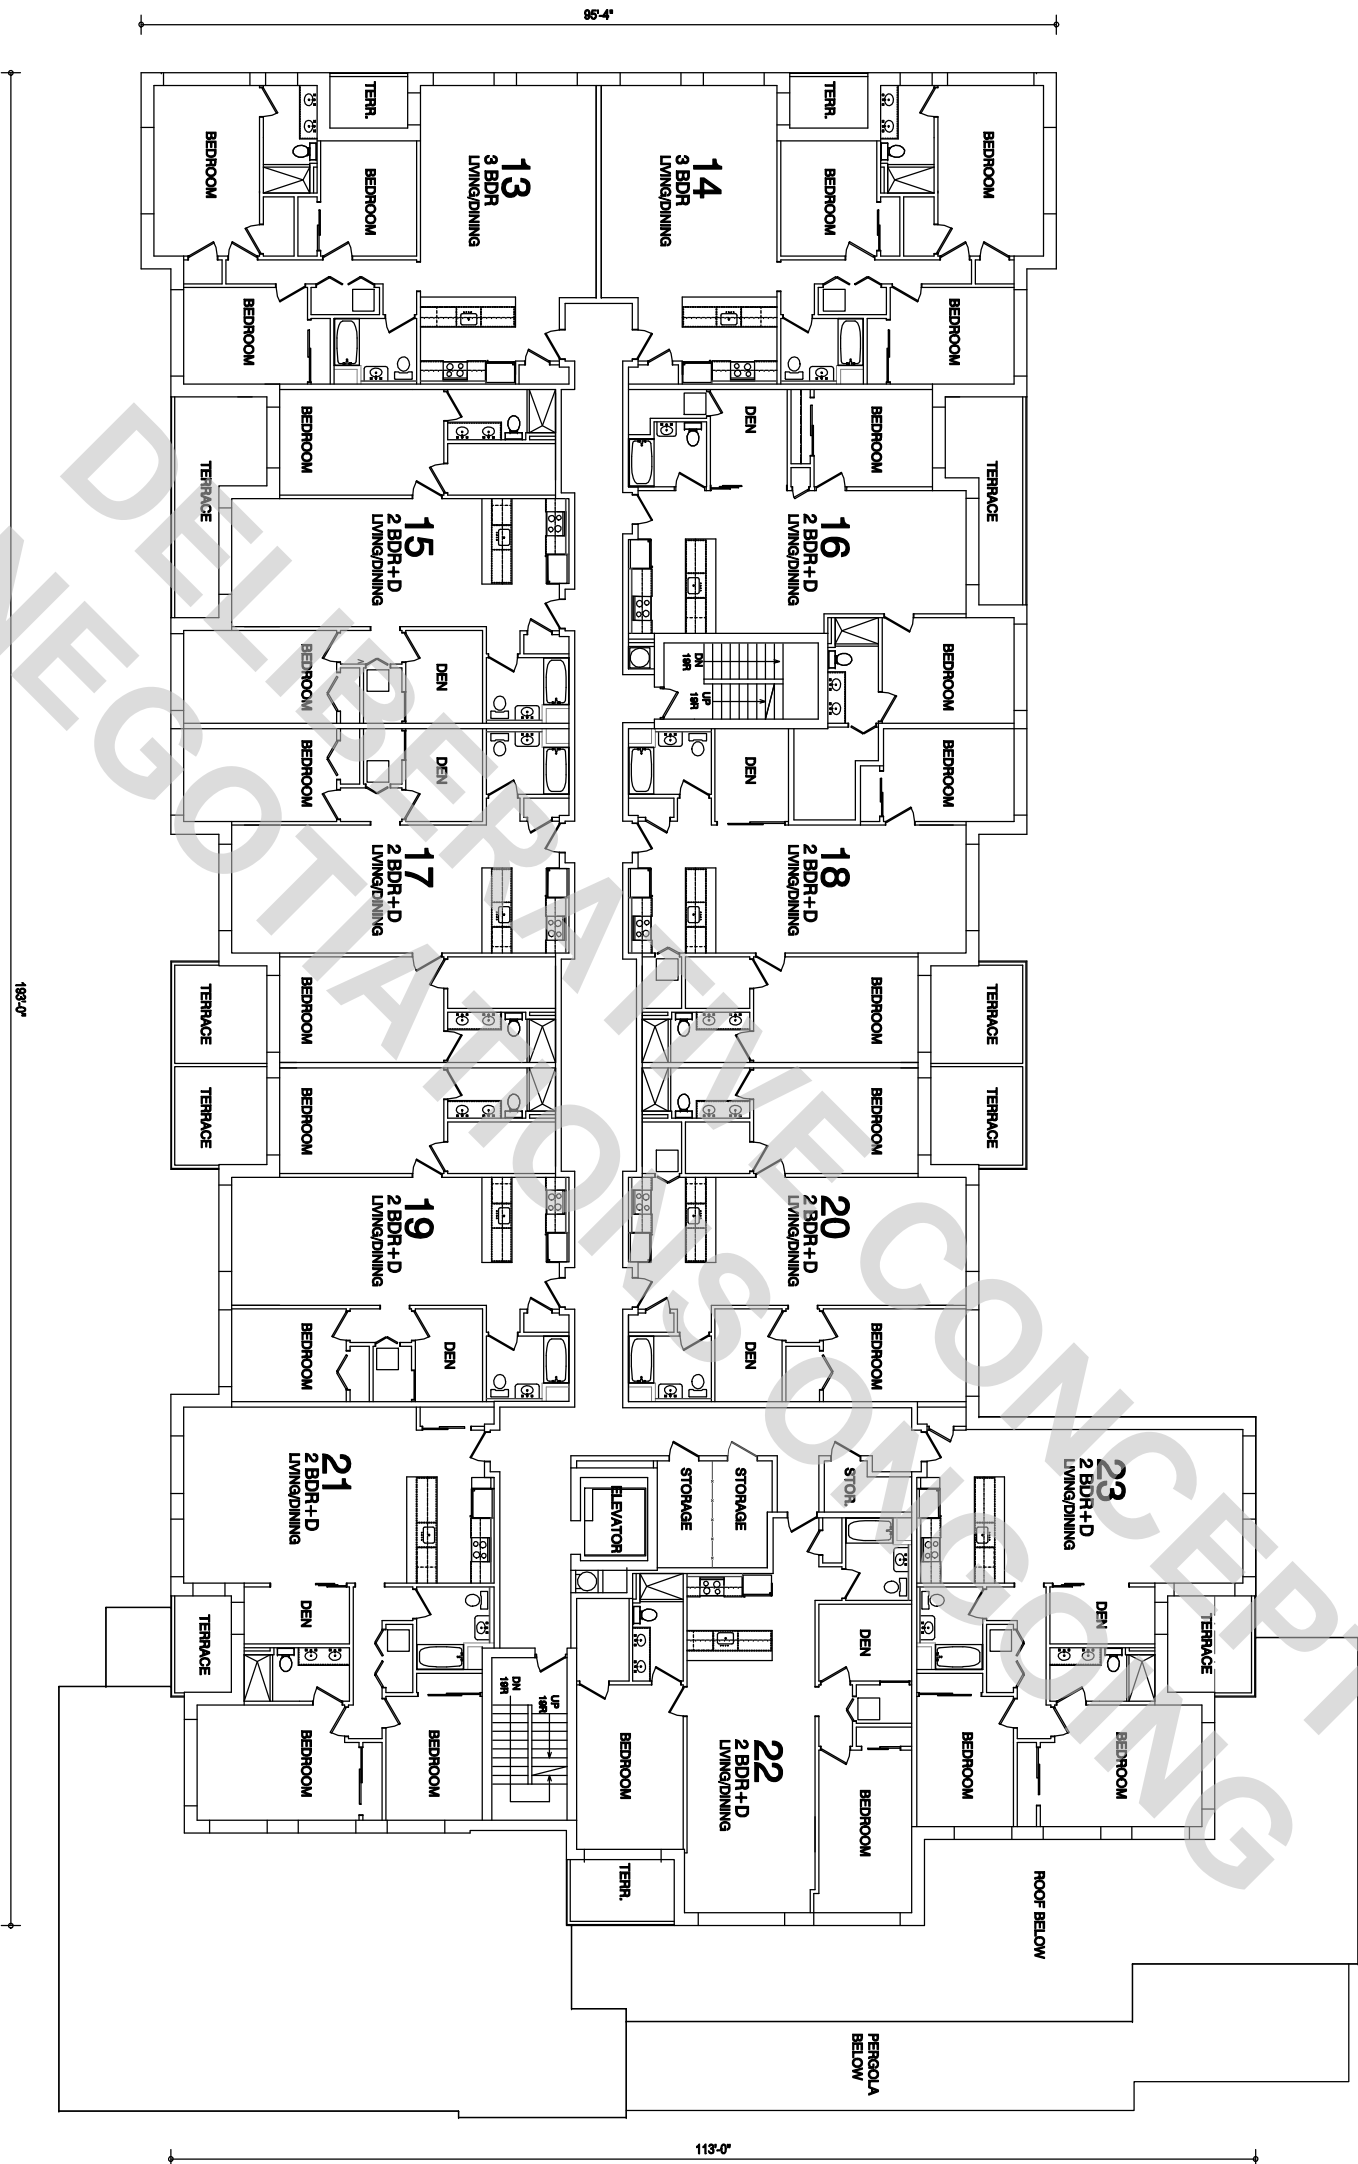 95'-4"
193'-0"
TERR.
TERR.
BEDROOM
BEDROOM
13
3 BDR
LIVING/DINING
14
3 BDR
LIVING/DINING
BEDROOM
BEDROOM
BEDROOM
BEDROOM
BEDROOM
DEN
BEDROOM
TERRACE
TERRACE
15
2 BDR+D
LIVING/DINING
16
2 BDR+D
LIVING/DINING
BEDROOM
DEN
DN
19R
UP
19R
BEDROOM
BEDROOM
DEN
DEN
BEDROOM
17
2 BDR+D
LIVING/DINING
18
2 BDR+D
LIVING/DINING
TERRACE
BEDROOM
BEDROOM
TERRACE
TERRACE
BEDROOM
BEDROOM
TERRACE
19
2 BDR+D
LIVING/DINING
20
2 BDR+D
LIVING/DINING
BEDROOM
DEN
DEN
BEDROOM
21
2 BDR+D
LIVING/DINING
ELEVATOR
STORAGE
STORAGE
STOR.
23
2 BDR+D
LIVING/DINING
TERRACE
DEN
DEN
DEN
TERRACE
DN
19R
UP
19R
BEDROOM
BEDROOM
BEDROOM
22
2 BDR+D
LIVING/DINING
BEDROOM
BEDROOM
BEDROOM
TERR.
ROOF BELOW
PERGOLA
BELOW
113'-0"
DELIBERATIVE CONCEPT
NEGOTIATIONS ONGOING